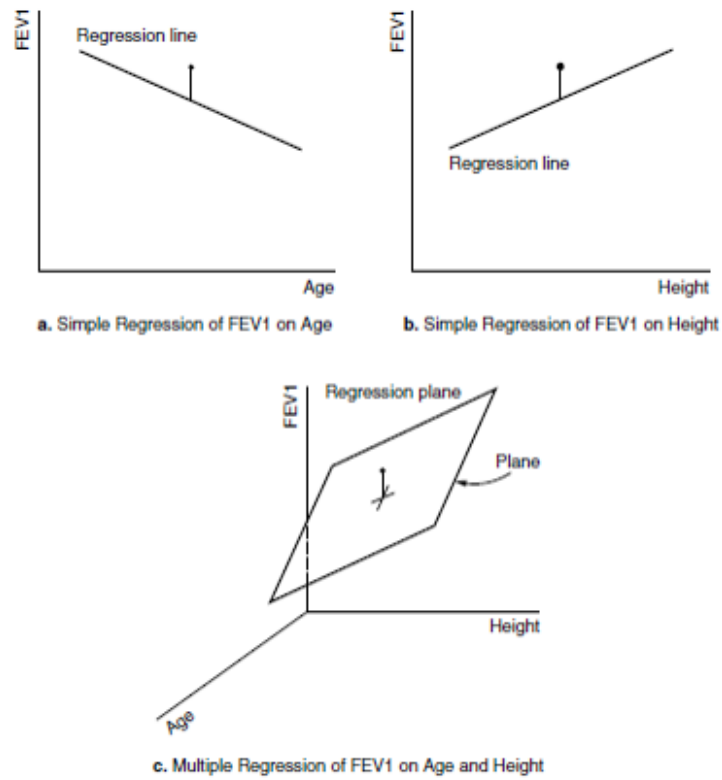 FEV1
Regression line
Age
a. Simple Regression of FEV1 on Age
FEV1
Regression line
Height
b. Simple Regression of FEV1 on Height
FEV1
Regression plane
Plane
Height
Age
c. Multiple Regression of FEV1 on Age and Height